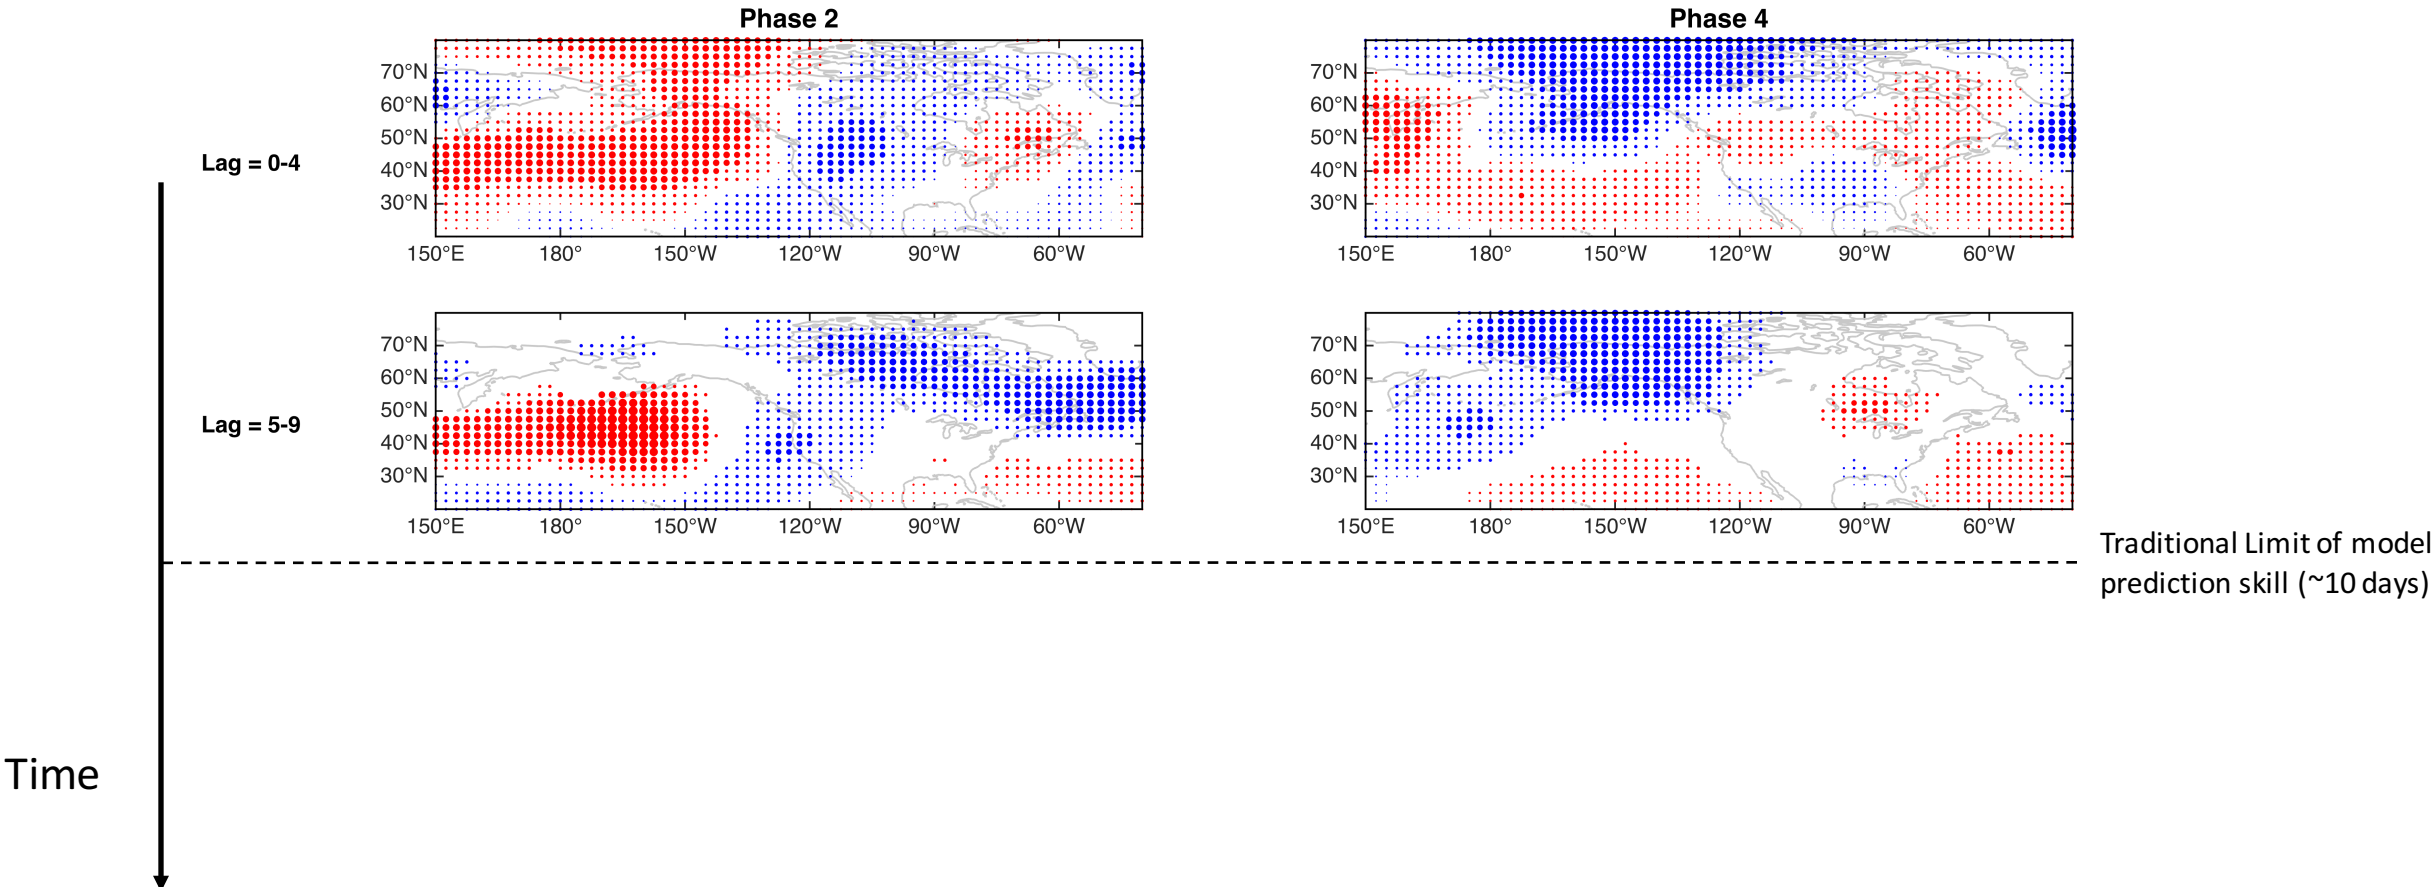 Phase 2
Phase 4
70°N
60°N
50°N
40°N
30°N
150°E 180° 150°W 120°W 90°W 60°W
70°N
60°N
50°N
40°N
30°N
150°E 180° 150°W 120°W 90°W 60°W
Lag = 0-4
70°N
60°N
50°N
40°N
30°N
150°E 180° 150°W 120°W 90°W 60°W
70°N
60°N
50°N
40°N
30°N
150°E 180° 150°W 120°W 90°W 60°W
Lag = 5-9
Traditional Limit of model
prediction skill (~10 days)
Time